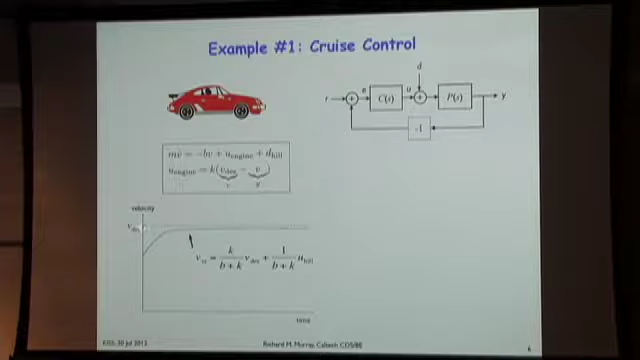 Example #1: Cruise Control
d
r
e
C(s)
u
P(s)
y
-1
mv̇ = −bv + u_engine + d_hill
u_engine = k(v_des − v)
r
y
velocity
v_des
v_ss = k/(b + k) v_des + 1/(b + k) u_hill
time
Richard M. Murray, Caltech CDS/BE
6